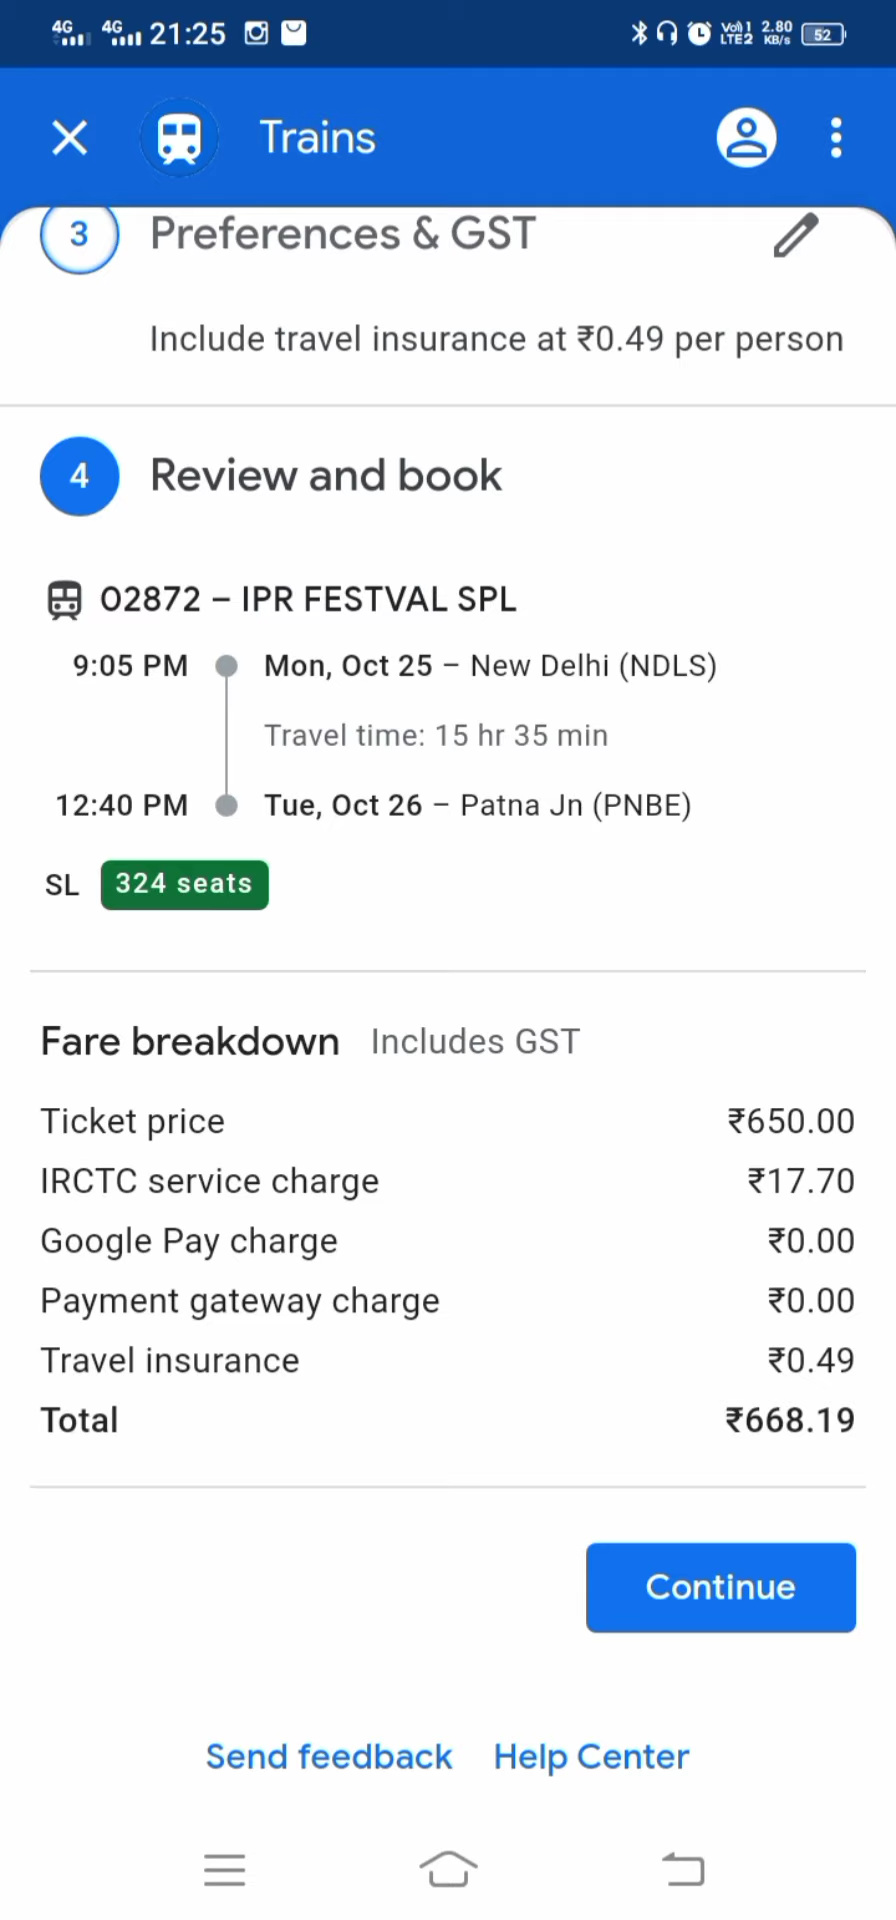 4G 4G 21:25 Vo) 1 LTE2 2.80 KB/s 52
Trains
3 Preferences & GST
Include travel insurance at ₹0.49 per person
4 Review and book
02872 – IPR FESTVAL SPL
9:05 PM Mon, Oct 25 – New Delhi (NDLS)
Travel time: 15 hr 35 min
12:40 PM Tue, Oct 26 – Patna Jn (PNBE)
SL 324 seats
Fare breakdown Includes GST
Ticket price ₹650.00
IRCTC service charge ₹17.70
Google Pay charge ₹0.00
Payment gateway charge ₹0.00
Travel insurance ₹0.49
Total ₹668.19
Continue
Send feedback Help Center